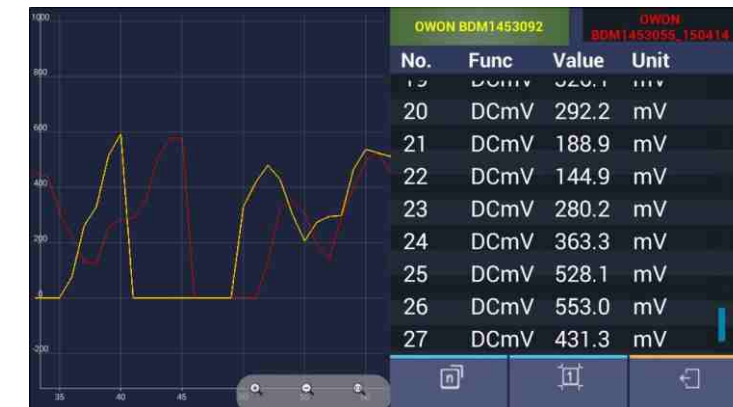 1000
800
600
400
200
0
-200
35 40 45
OWON BDM1453092
OWON
BDM1453055_150414
No. Func Value Unit
20 DCmV 292.2 mV
21 DCmV 188.9 mV
22 DCmV 144.9 mV
23 DCmV 280.2 mV
24 DCmV 363.3 mV
25 DCmV 528.1 mV
26 DCmV 553.0 mV
27 DCmV 431.3 mV
n
1